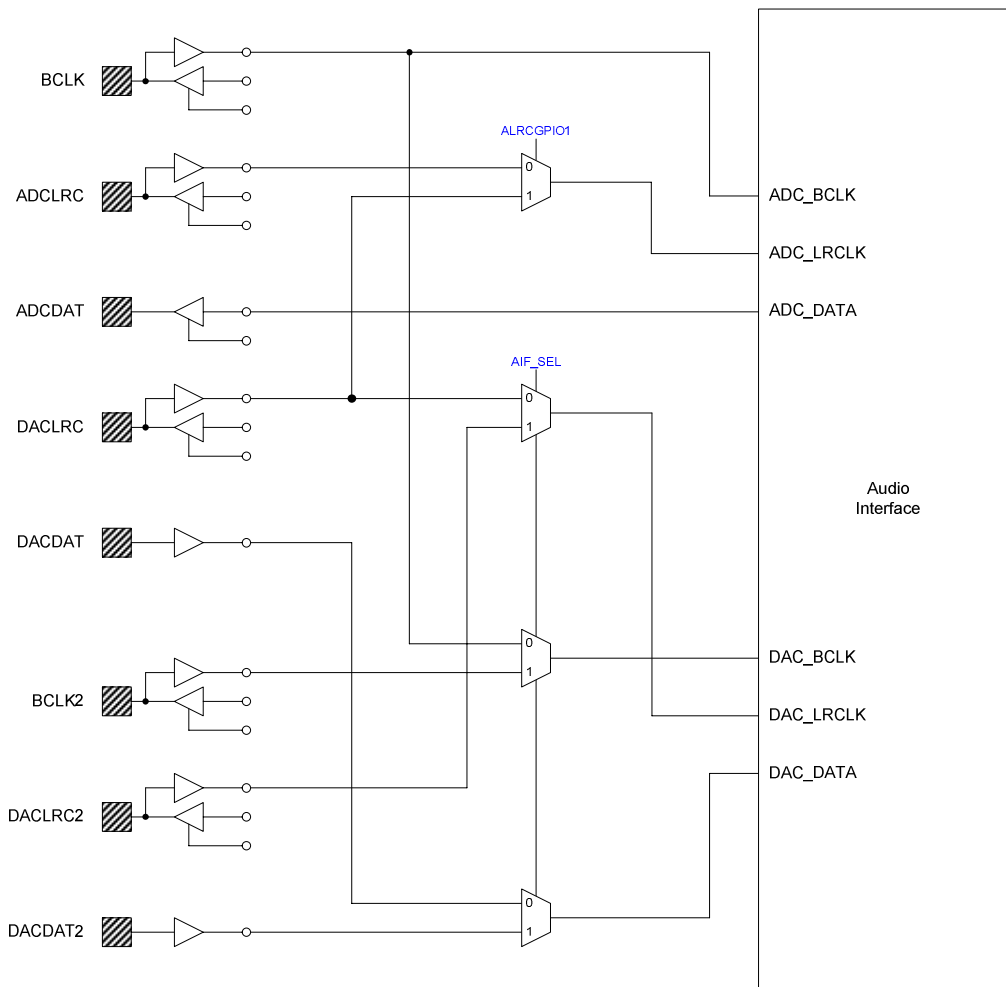 BCLK
ALRCGPIO1
0
ADCLRC
1
ADC_BCLK
ADC_LRCLK
ADCDAT
ADC_DATA
AIF_SEL
0
DACLRC
1
Audio
Interface
DACDAT
0
DAC_BCLK
1
BCLK2
DAC_LRCLK
DAC_DATA
DACLRC2
0
DACDAT2
1